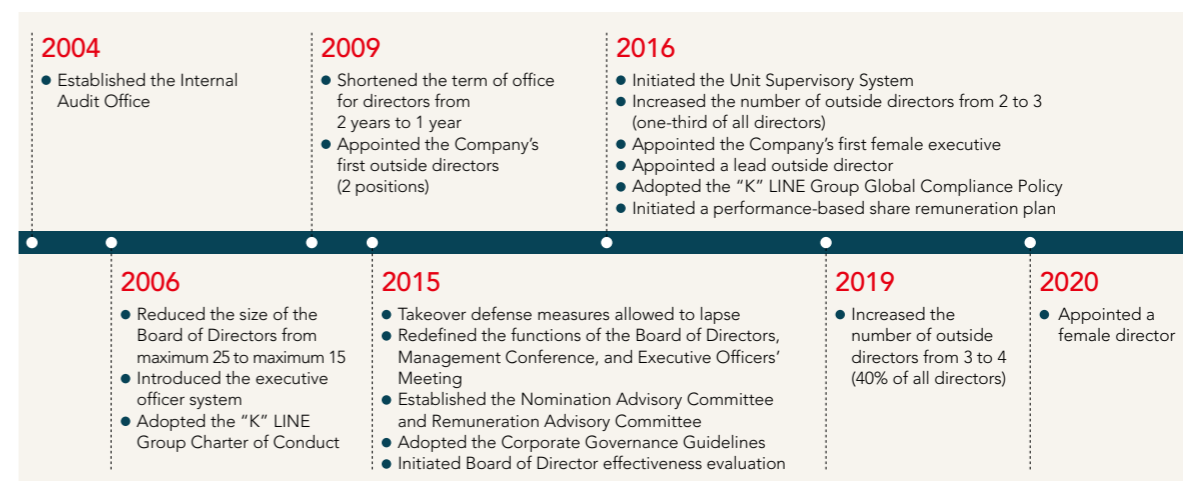 2004
● Established the Internal
Audit Office
2009
● Shortened the term of office
for directors from
2 years to 1 year
● Appointed the Company’s
first outside directors
(2 positions)
2016
● Initiated the Unit Supervisory System
● Increased the number of outside directors from 2 to 3
(one-third of all directors)
● Appointed the Company’s first female executive
● Appointed a lead outside director
● Adopted the “K” LINE Group Global Compliance Policy
● Initiated a performance-based share remuneration plan
2006
● Reduced the size of the
Board of Directors from
maximum 25 to maximum 15
● Introduced the executive
officer system
● Adopted the “K” LINE
Group Charter of Conduct
2015
● Takeover defense measures allowed to lapse
● Redefined the functions of the Board of Directors,
Management Conference, and Executive Officers’
Meeting
● Established the Nomination Advisory Committee
and Remuneration Advisory Committee
● Adopted the Corporate Governance Guidelines
● Initiated Board of Director effectiveness evaluation
2019
● Increased the
number of outside
directors from 3 to 4
(40% of all directors)
2020
● Appointed a
female director